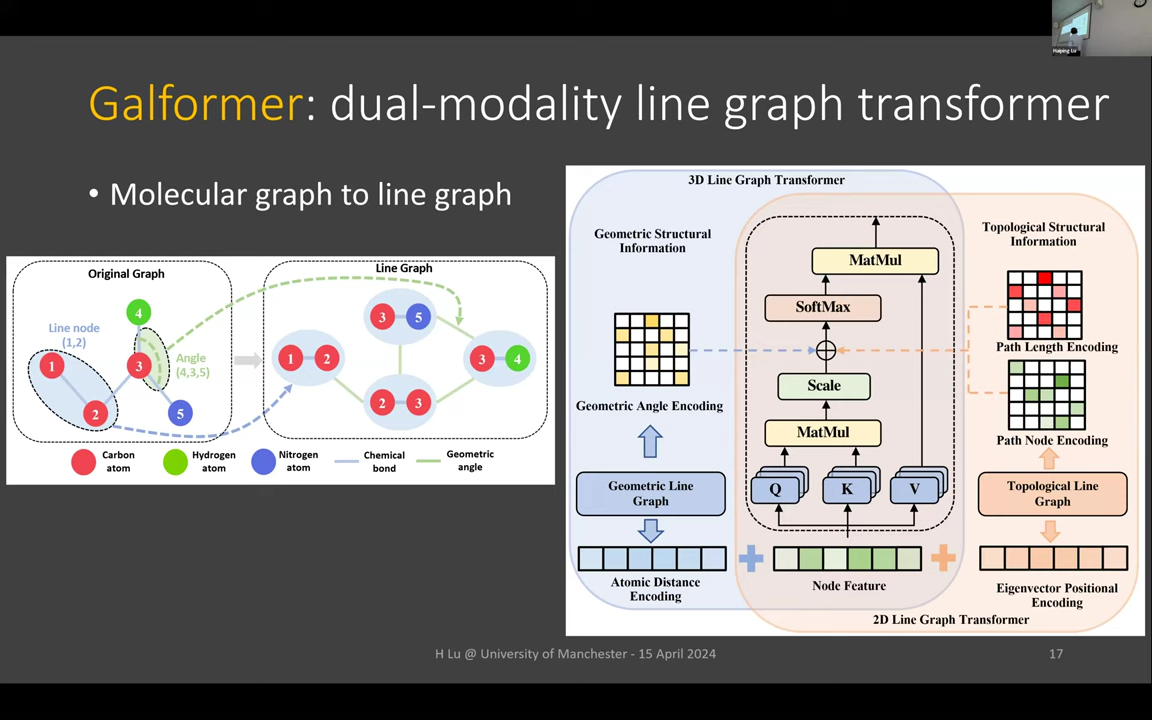 Haiping Lu
Galformer: dual-modality line graph transformer
• Molecular graph to line graph
Original Graph
Line node
(1,2)
4
1
3
Angle
(4,3,5)
2
5
Line Graph
3 5
1 2
3 4
2 3
Carbon
atom
Hydrogen
atom
Nitrogen
atom
Chemical
bond
Geometric
angle
3D Line Graph Transformer
Geometric Structural
Information
Geometric Angle Encoding
Geometric Line
Graph
Atomic Distance
Encoding
MatMul
SoftMax
Scale
MatMul
Q K V
Node Feature
Topological Structural
Information
Path Length Encoding
Path Node Encoding
Topological Line
Graph
Eigenvector Positional
Encoding
2D Line Graph Transformer
H Lu @ University of Manchester - 15 April 2024
17